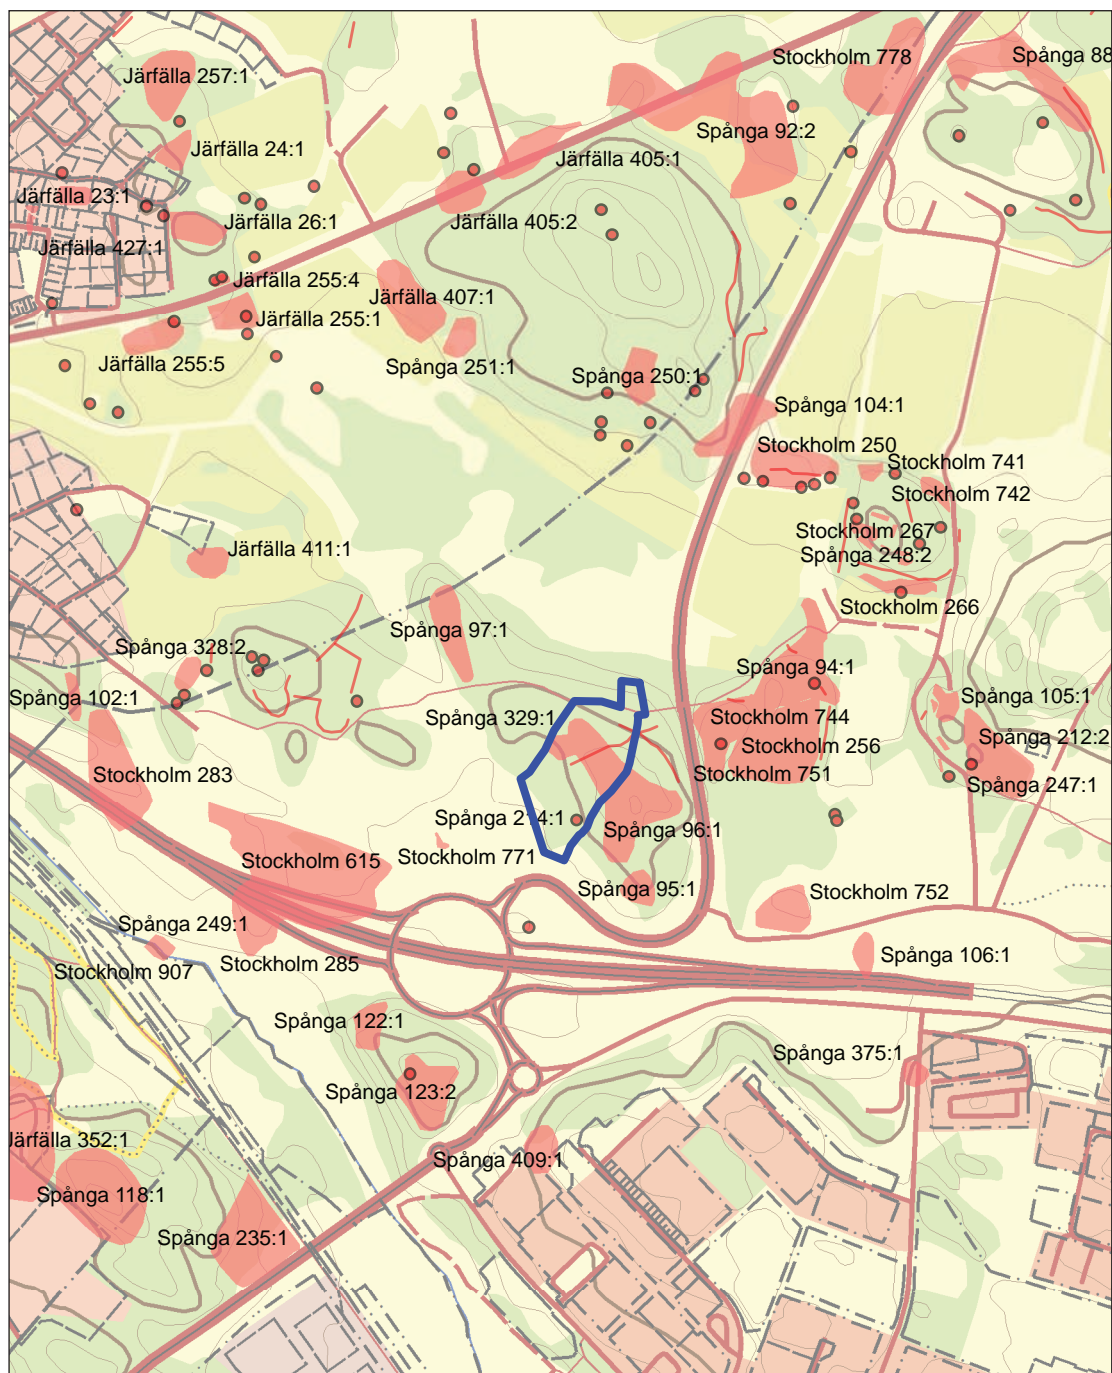 Stockholm 778
Spånga 88
Järfälla 257:1
Spånga 92:2
Järfälla 24:1
Järfälla 405:1
Järfälla 23:1
Järfälla 26:1
Järfälla 405:2
Järfälla 427:1
Järfälla 255:4
Järfälla 407:1
Järfälla 255:1
Järfälla 255:5
Spånga 251:1
Spånga 250:1
Spånga 104:1
Stockholm 250
Stockholm 741
Stockholm 742
Stockholm 267
Järfälla 411:1
Spånga 248:2
Stockholm 266
Spånga 97:1
Spånga 328:2
Spånga 94:1
Spånga 102:1
Spånga 105:1
Spånga 329:1
Stockholm 744
Spånga 212:2
Stockholm 256
Stockholm 283
Stockholm 751
Spånga 247:1
Spånga 214:1
Spånga 96:1
Stockholm 771
Stockholm 615
Spånga 95:1
Stockholm 752
Spånga 249:1
Spånga 106:1
Stockholm 285
Stockholm 907
Spånga 122:1
Spånga 375:1
Spånga 123:2
Järfälla 352:1
Spånga 409:1
Spånga 118:1
Spånga 235:1